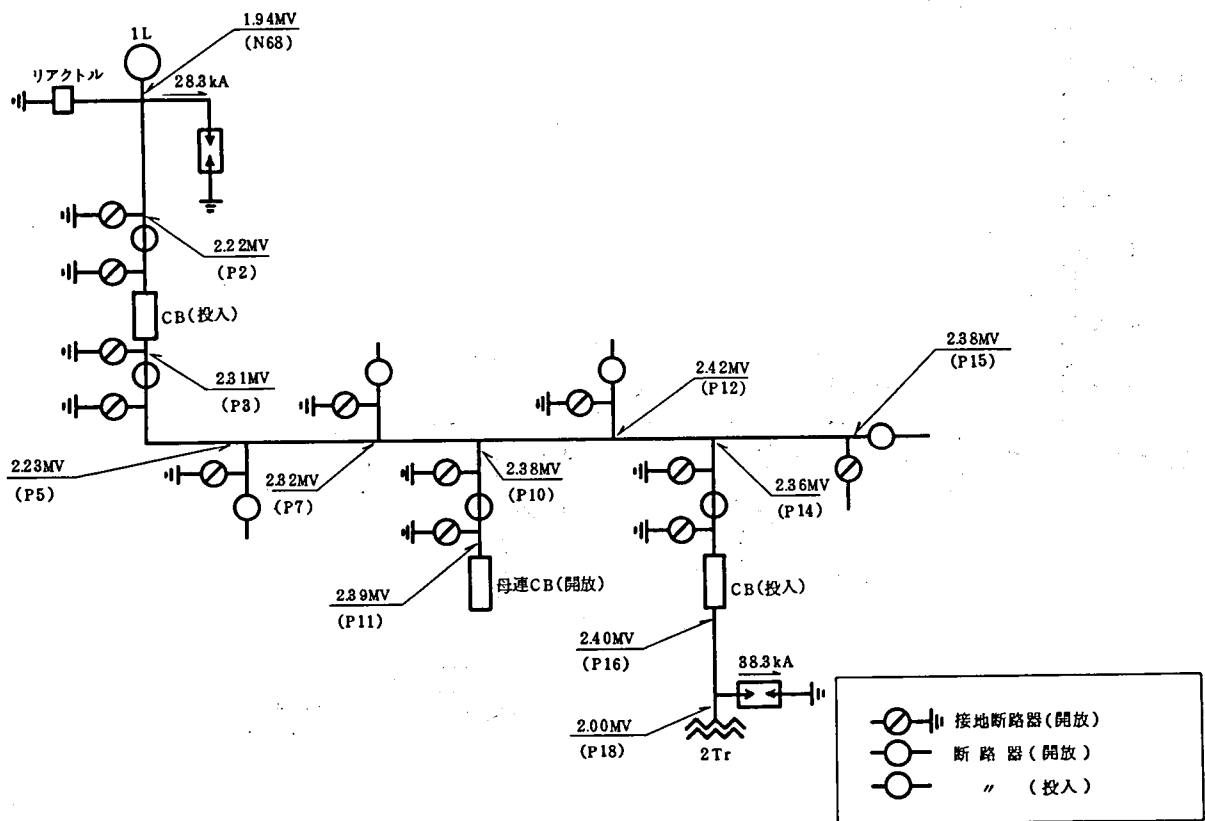 1.94MV
(N68)
1L
リアクトル
28.3kA
2.22MV
(P2)
CB(投入)
2.31MV
(P3)
2.38MV
(P15)
2.42MV
(P12)
2.23MV
(P5)
2.32MV
(P7)
2.38MV
(P10)
2.36MV
(P14)
母連CB(開放)
CB(投入)
2.39MV
(P11)
2.40MV
(P16)
38.3kA
2.00MV
(P18)
2Tr
接地断路器(開放)
断路器(開放)
〃 (投入)